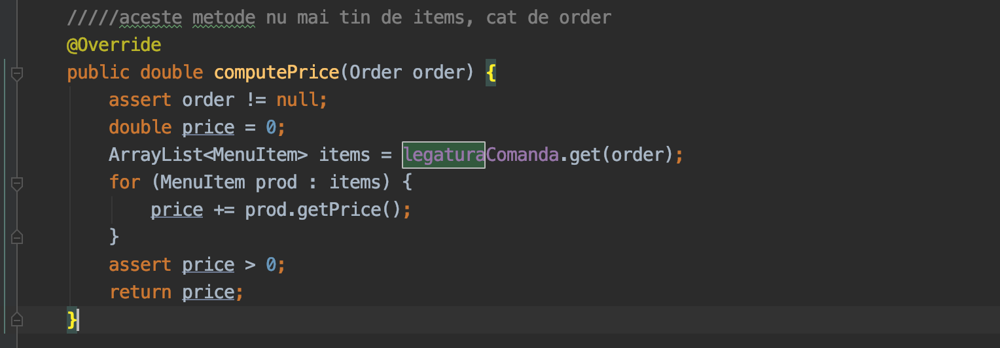 /////aceste metode nu mai tin de items, cat de order
@Override
public double computePrice(Order order) {
assert order != null;
double price = 0;
ArrayList<MenuItem> items = legaturaComanda.get(order);
for (MenuItem prod : items) {
price += prod.getPrice();
}
assert price > 0;
return price;
}